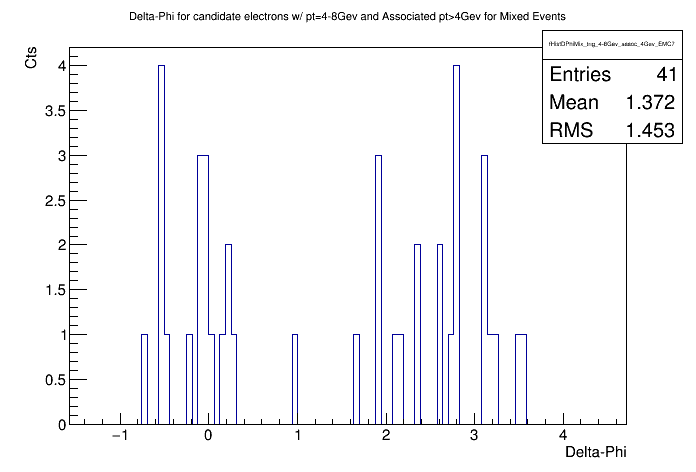 Delta-Phi for candidate electrons w/ pt=4-8Gev and Associated pt>4Gev for Mixed Events
fHistDPhiMix_trig_4-8Gev_assoc_4Gev_EMC7
Entries 41
Mean 1.372
RMS 1.453
Cts
4
3.5
3
2.5
2
1.5
1
0.5
0
−1 0 1 2 3 4
Delta-Phi